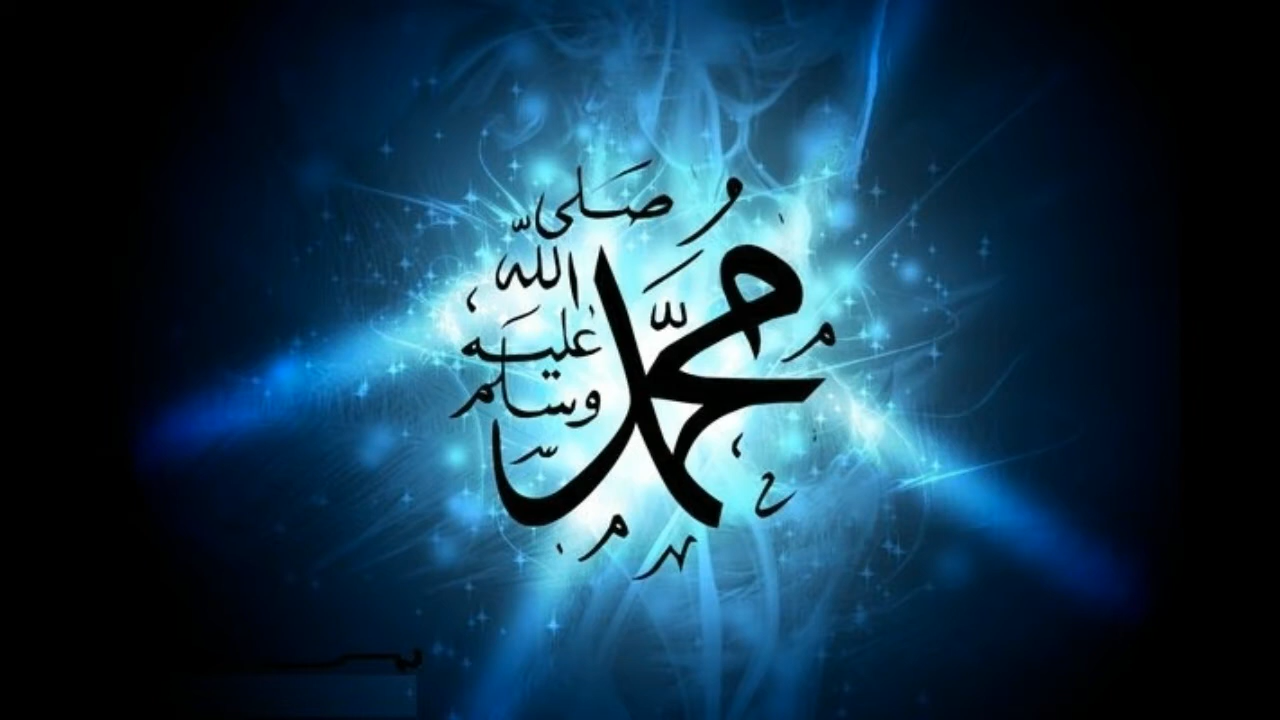 محمد
صلى
الله
عليه
وسلم